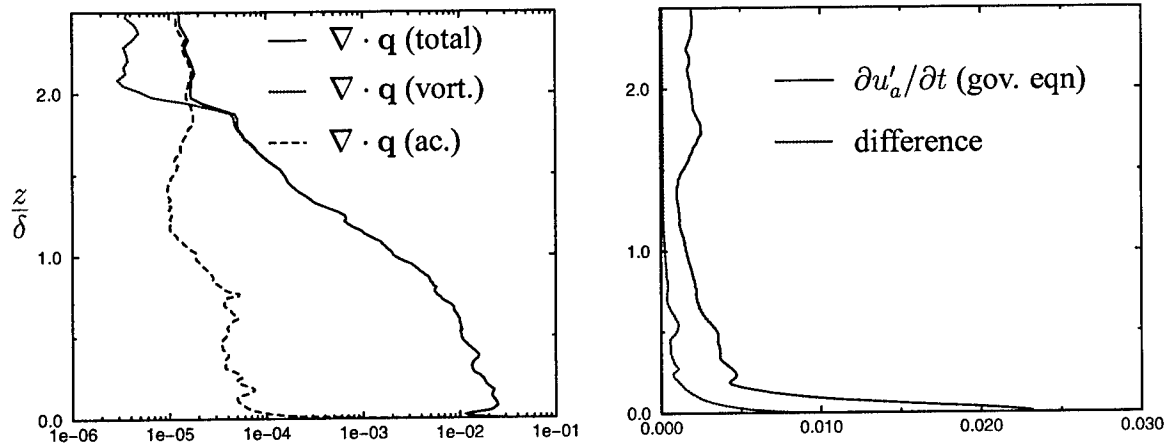 ∇ · q (total)
∇ · q (vort.)
∇ · q (ac.)
2.0
1.0
0.0
z/δ
1e−06 1e−05 1e−04 1e−03 1e−02 1e−01
∂u′ₐ/∂t (gov. eqn)
difference
2.0
1.0
0.0
0.000 0.010 0.020 0.030